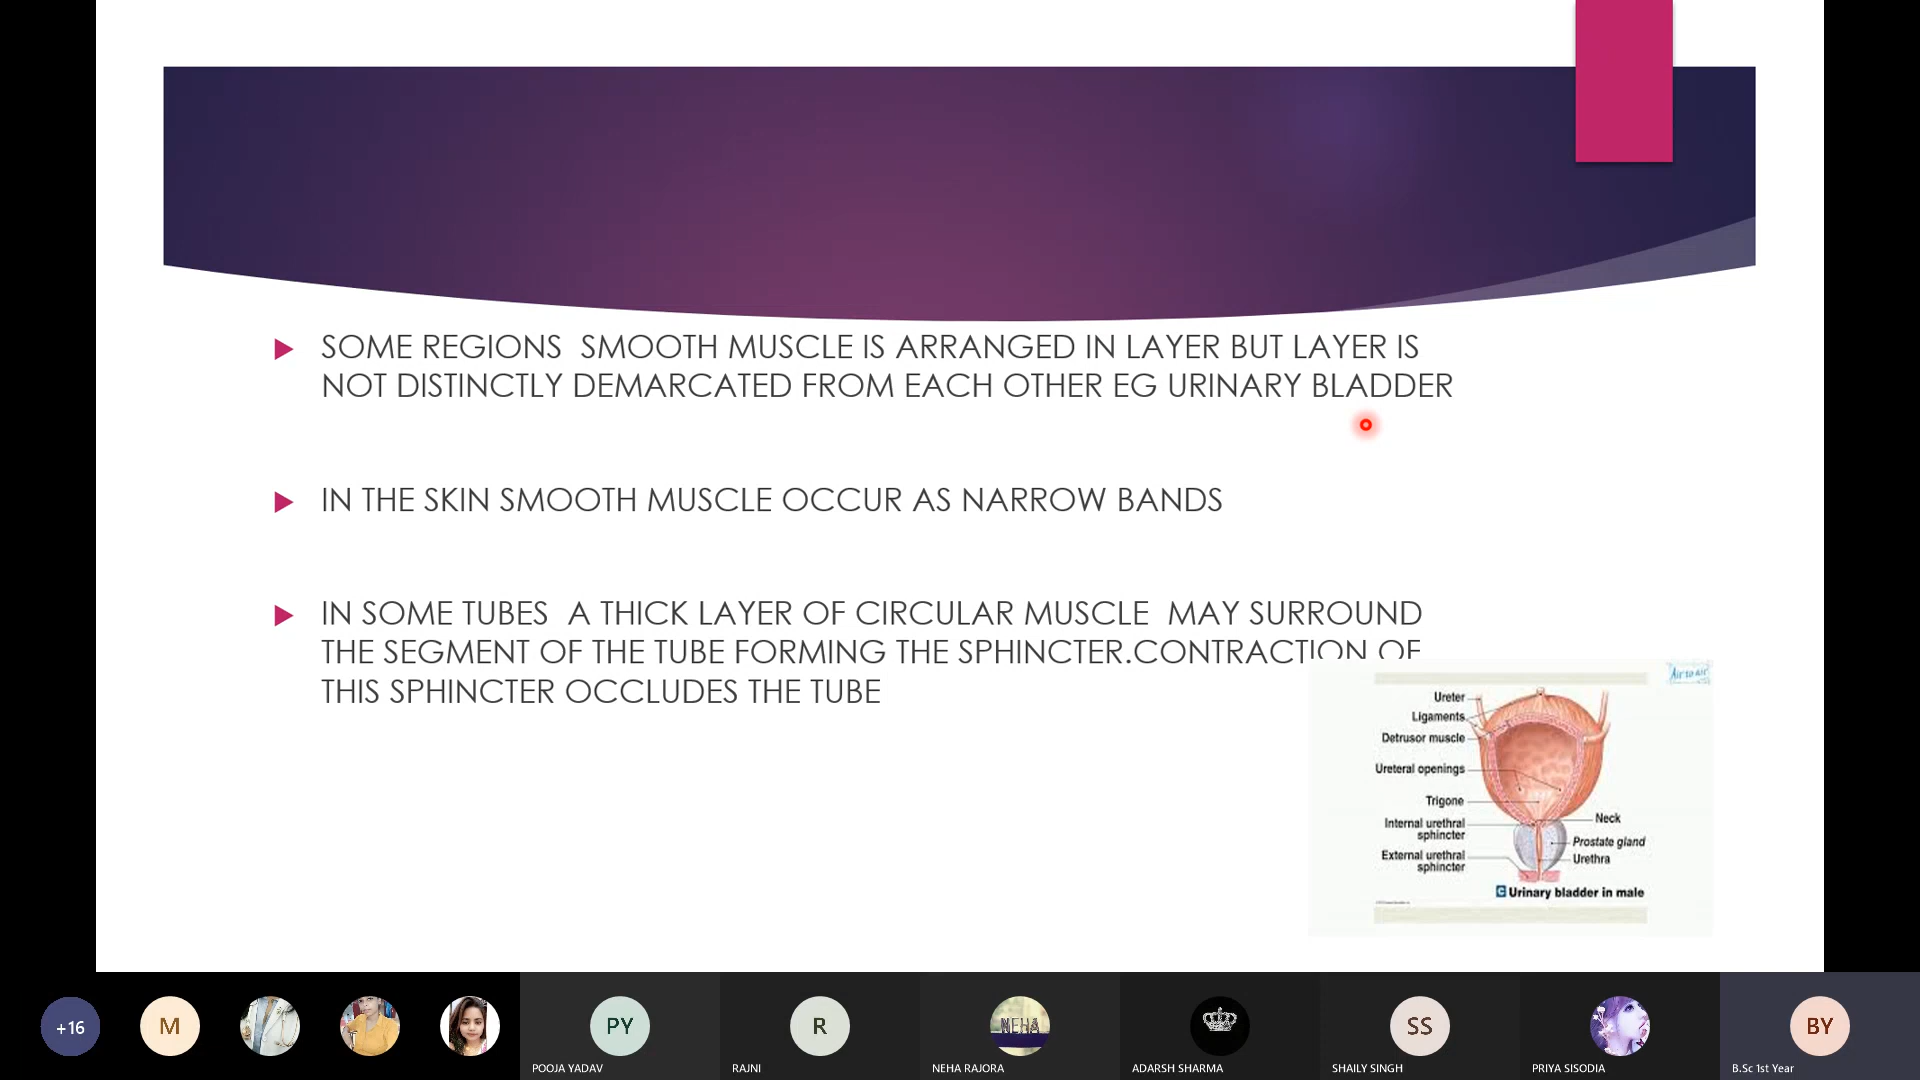 SOME REGIONS SMOOTH MUSCLE IS ARRANGED IN LAYER BUT LAYER IS
NOT DISTINCTLY DEMARCATED FROM EACH OTHER EG URINARY BLADDER
IN THE SKIN SMOOTH MUSCLE OCCUR AS NARROW BANDS
IN SOME TUBES A THICK LAYER OF CIRCULAR MUSCLE MAY SURROUND
THE SEGMENT OF THE TUBE FORMING THE SPHINCTER.CONTRACTION OF
THIS SPHINCTER OCCLUDES THE TUBE
Air to air
Ureter
Ligaments
Detrusor muscle
Ureteral openings
Trigone
Internal urethral
sphincter
External urethral
sphincter
Neck
Prostate gland
Urethra
C Urinary bladder in male
+16
M
PY
R
NEHA
SS
BY
POOJA YADAV
RAJNI
NEHA RAJORA
ADARSH SHARMA
SHAILY SINGH
PRIYA SISODIA
B.Sc 1st Year